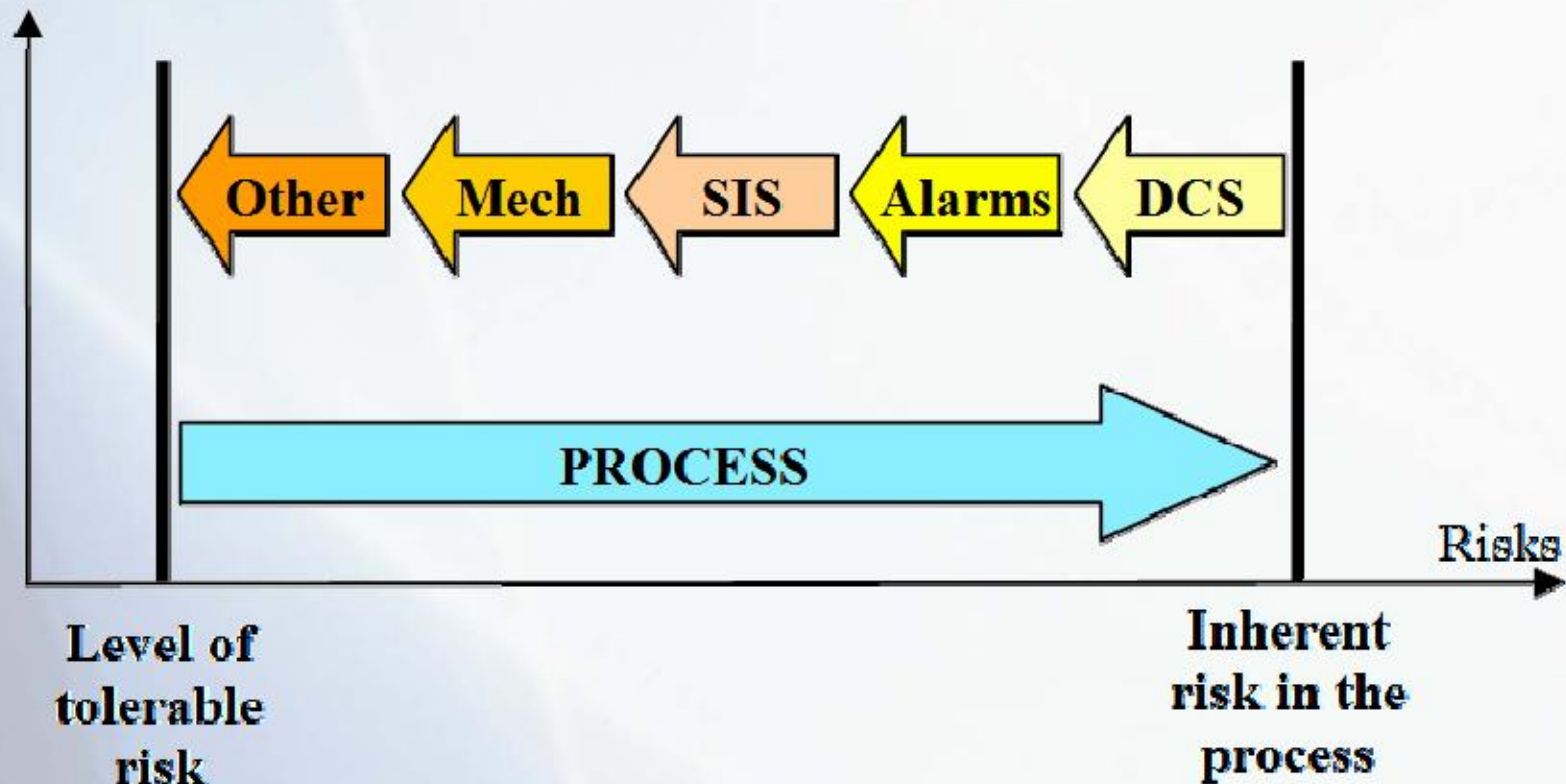 Other
Mech
SIS
Alarms
DCS
PROCESS
Risks
Level of
tolerable
risk
Inherent
risk in the
process